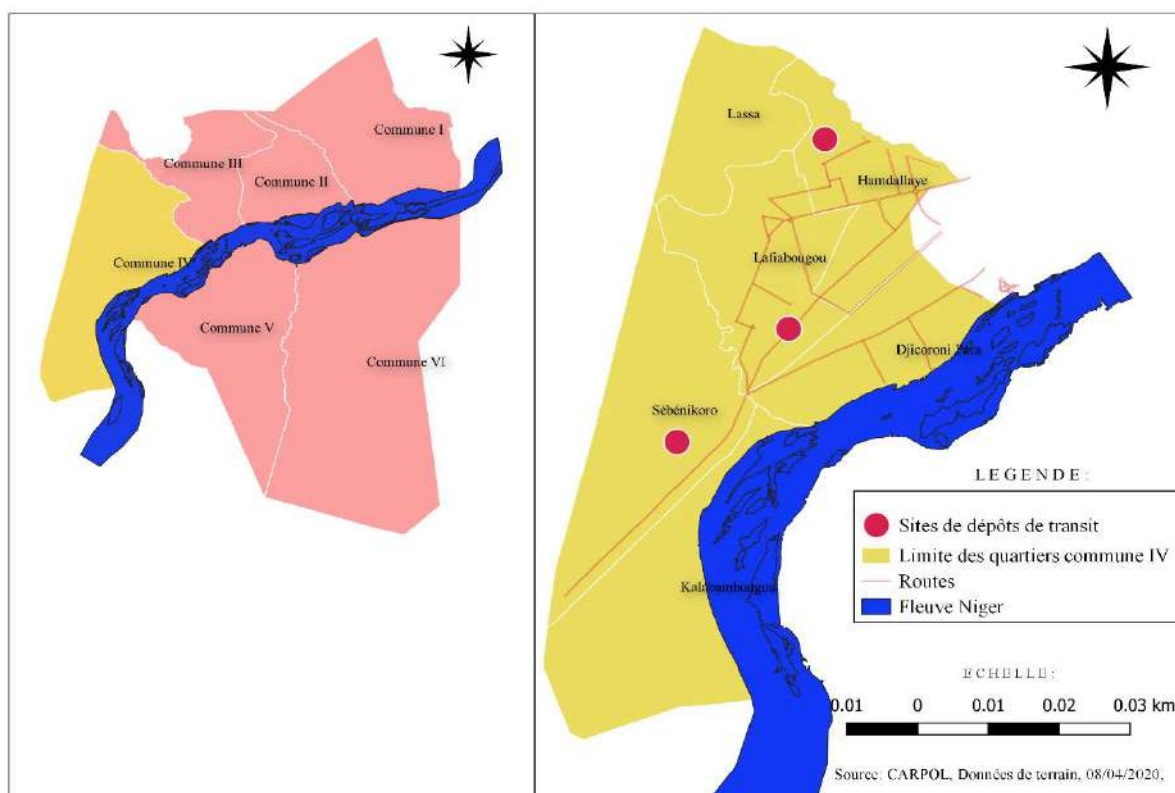 Commune I
Commune III
Commune II
Commune IV
Commune V
Commune VI
Lassa
Hamdallaye
Lafiabougou
Djicoroni Para
Sébénikoro
Kalabambougou
LEGENDE:
Sites de dépôts de transit
Limite des quartiers commune IV
Routes
Fleuve Niger
ECHELLE:
0.01 0 0.01 0.02 0.03 km
Source: CARPOL, Données de terrain, 08/04/2020,